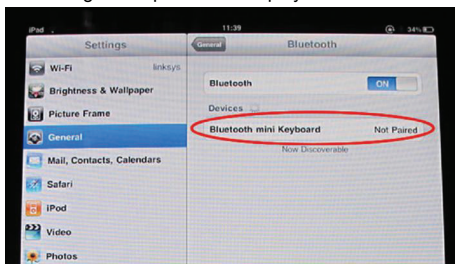 iPad 11:39 34%
Settings
General Bluetooth
Wi-Fi linksys
Brightness & Wallpaper
Picture Frame
General
Mail, Contacts, Calendars
Safari
iPod
Video
Photos
Bluetooth ON
Devices
Bluetooth mini Keyboard Not Paired
Now Discoverable